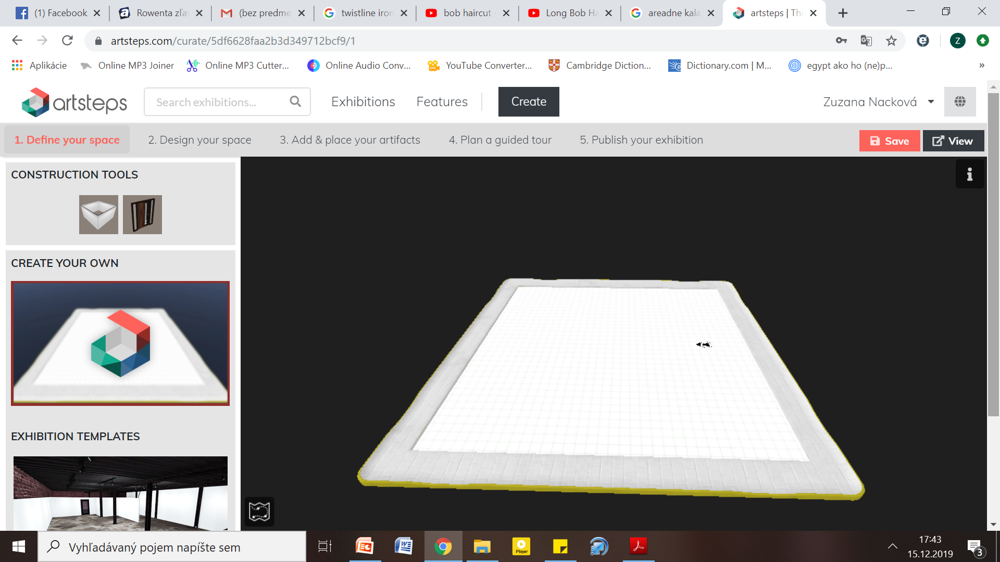 (1) Facebook
Rowenta zľav
(bez predme
twistline iron
bob haircut -
Long Bob Ha
areadne kala
artsteps | The
artsteps.com/curate/5df6628faa2b3d349712bcf9/1
Z
Aplikácie
Online MP3 Joiner
Online MP3 Cutter...
Online Audio Conv...
YouTube Converter...
Cambridge Diction...
Dictionary.com | M...
egypt ako ho (ne)p...
»
artsteps
Search exhibitions...
Exhibitions
Features
Create
Zuzana Nacková
1. Define your space
2. Design your space
3. Add & place your artifacts
4. Plan a guided tour
5. Publish your exhibition
Save
View
CONSTRUCTION TOOLS
CREATE YOUR OWN
EXHIBITION TEMPLATES
Vyhľadávaný pojem napíšte sem
Player
17:43
15.12.2019
3